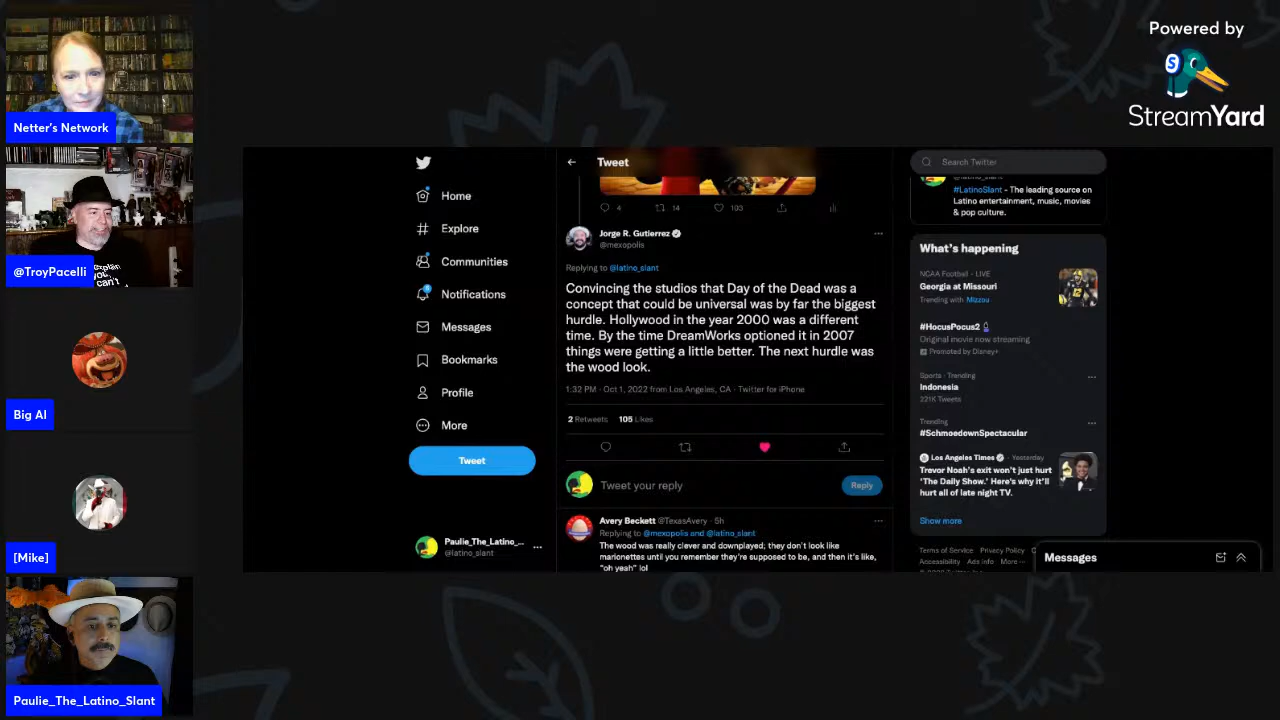 Powered by
StreamYard
Netter's Network
@TroyPacelli
Big Al
[Mike]
Paulie_The_Latino_Slant
Home
Explore
Communities
Notifications
Messages
Bookmarks
Profile
More
Tweet
Paulie_The_Latino_...
@latino_slant
Tweet
4 14 103
Jorge R. Gutierrez
@mexopolis
Replying to @latino_slant
Convincing the studios that Day of the Dead was a
concept that could be universal was by far the biggest
hurdle. Hollywood in the year 2000 was a different
time. By the time DreamWorks optioned it in 2007
things were getting a little better. The next hurdle was
the wood look.
1:32 PM · Oct 1, 2022 from Los Angeles, CA · Twitter for iPhone
2 Retweets 105 Likes
Tweet your reply
Reply
Avery Beckett @TexasAvery · 5h
Replying to @mexopolis and @latino_slant
The wood was really clever and downplayed; they don't look like
marionettes until you remember they're supposed to be, and then it's like,
"oh yeah" lol
Search Twitter
#LatinoSlant - The leading source on
Latino entertainment, music, movies
& pop culture.
What's happening
NCAA Football · LIVE
Georgia at Missouri
Trending with Mizzou
#HocusPocus2
Original movie now streaming
Promoted by Disney+
Sports · Trending
Indonesia
221K Tweets
Trending
#SchmoedownSpectacular
Los Angeles Times · Yesterday
Trevor Noah's exit won't just hurt
'The Daily Show.' Here's why it'll
hurt all of late night TV.
Show more
Terms of Service Privacy Policy
Accessibility Ads info More ...
Messages